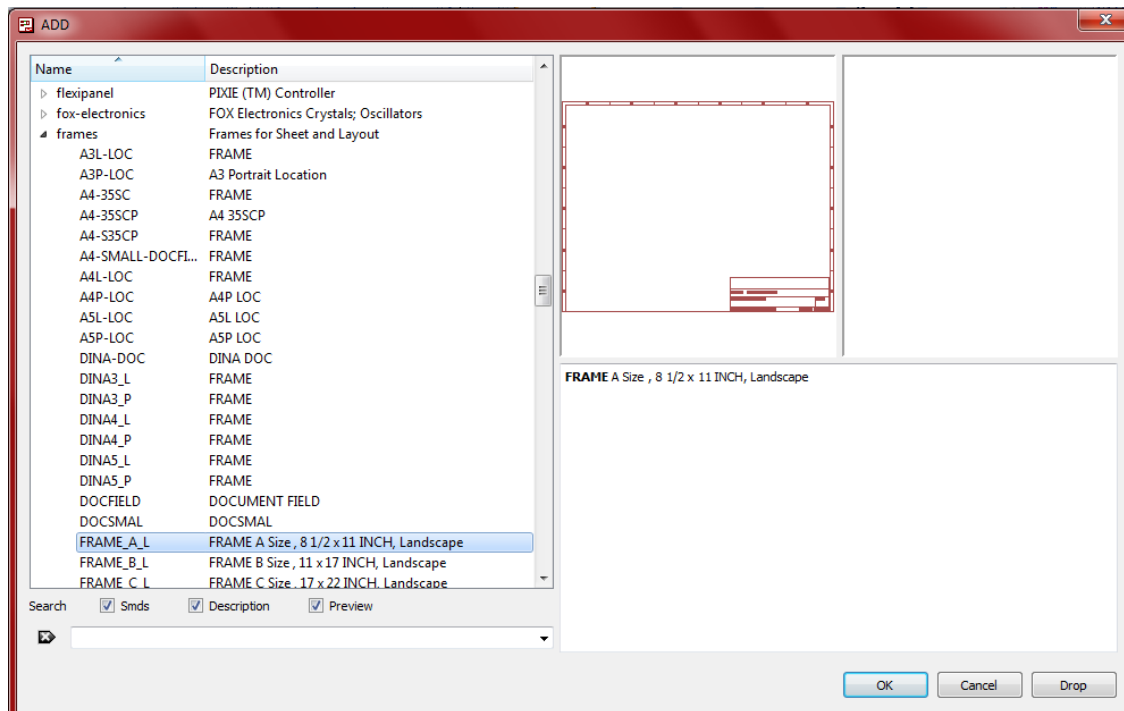 ADD
Name Description
flexipanel PIXIE (TM) Controller
fox-electronics FOX Electronics Crystals; Oscillators
frames Frames for Sheet and Layout
A3L-LOC FRAME
A3P-LOC A3 Portrait Location
A4-35SC FRAME
A4-35SCP A4 35SCP
A4-S35CP FRAME
A4-SMALL-DOCFI... FRAME
A4L-LOC FRAME
A4P-LOC A4P LOC
A5L-LOC A5L LOC
A5P-LOC A5P LOC
DINA-DOC DINA DOC
DINA3_L FRAME
DINA3_P FRAME
DINA4_L FRAME
DINA4_P FRAME
DINA5_L FRAME
DINA5_P FRAME
DOCFIELD DOCUMENT FIELD
DOCSMAL DOCSMAL
FRAME_A_L FRAME A Size , 8 1/2 x 11 INCH, Landscape
FRAME_B_L FRAME B Size , 11 x 17 INCH, Landscape
FRAME_C_L FRAME C Size , 17 x 22 INCH, Landscape
Search Smds Description Preview
FRAME A Size , 8 1/2 x 11 INCH, Landscape
OK Cancel Drop